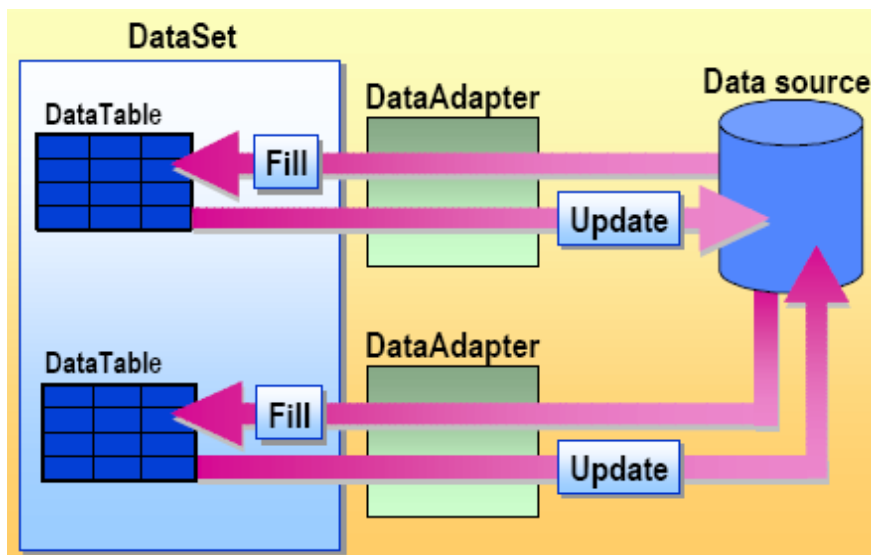 DataSet
DataAdapter
Data source
DataTable
Fill
Update
DataAdapter
DataTable
Fill
Update